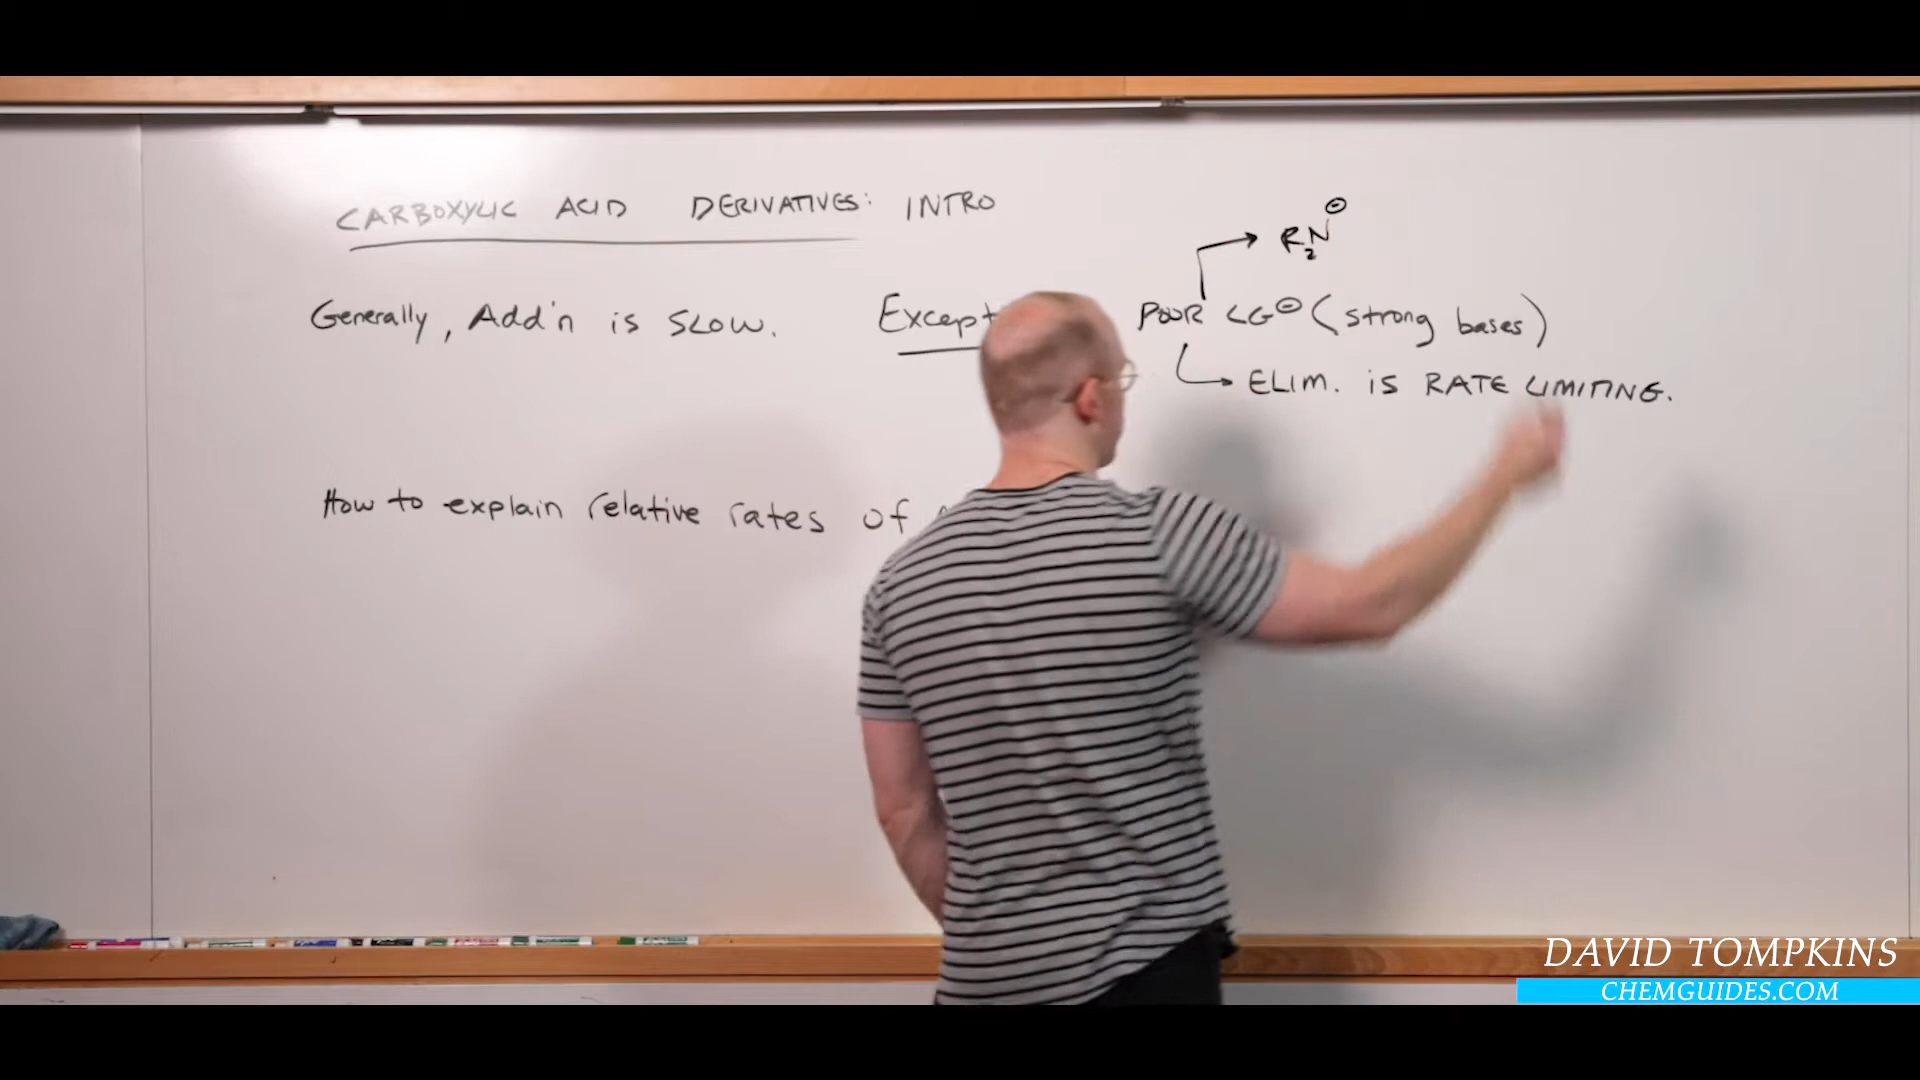 CARBOXYLIC ACID DERIVATIVES: INTRO
R₂N⊖
Generally, Add'n is SLOW.
Except
POOR LG⊖ (strong bases)
ELIM. IS RATE LIMITING.
How to explain relative rates of
DAVID TOMPKINS
CHEMGUIDES.COM